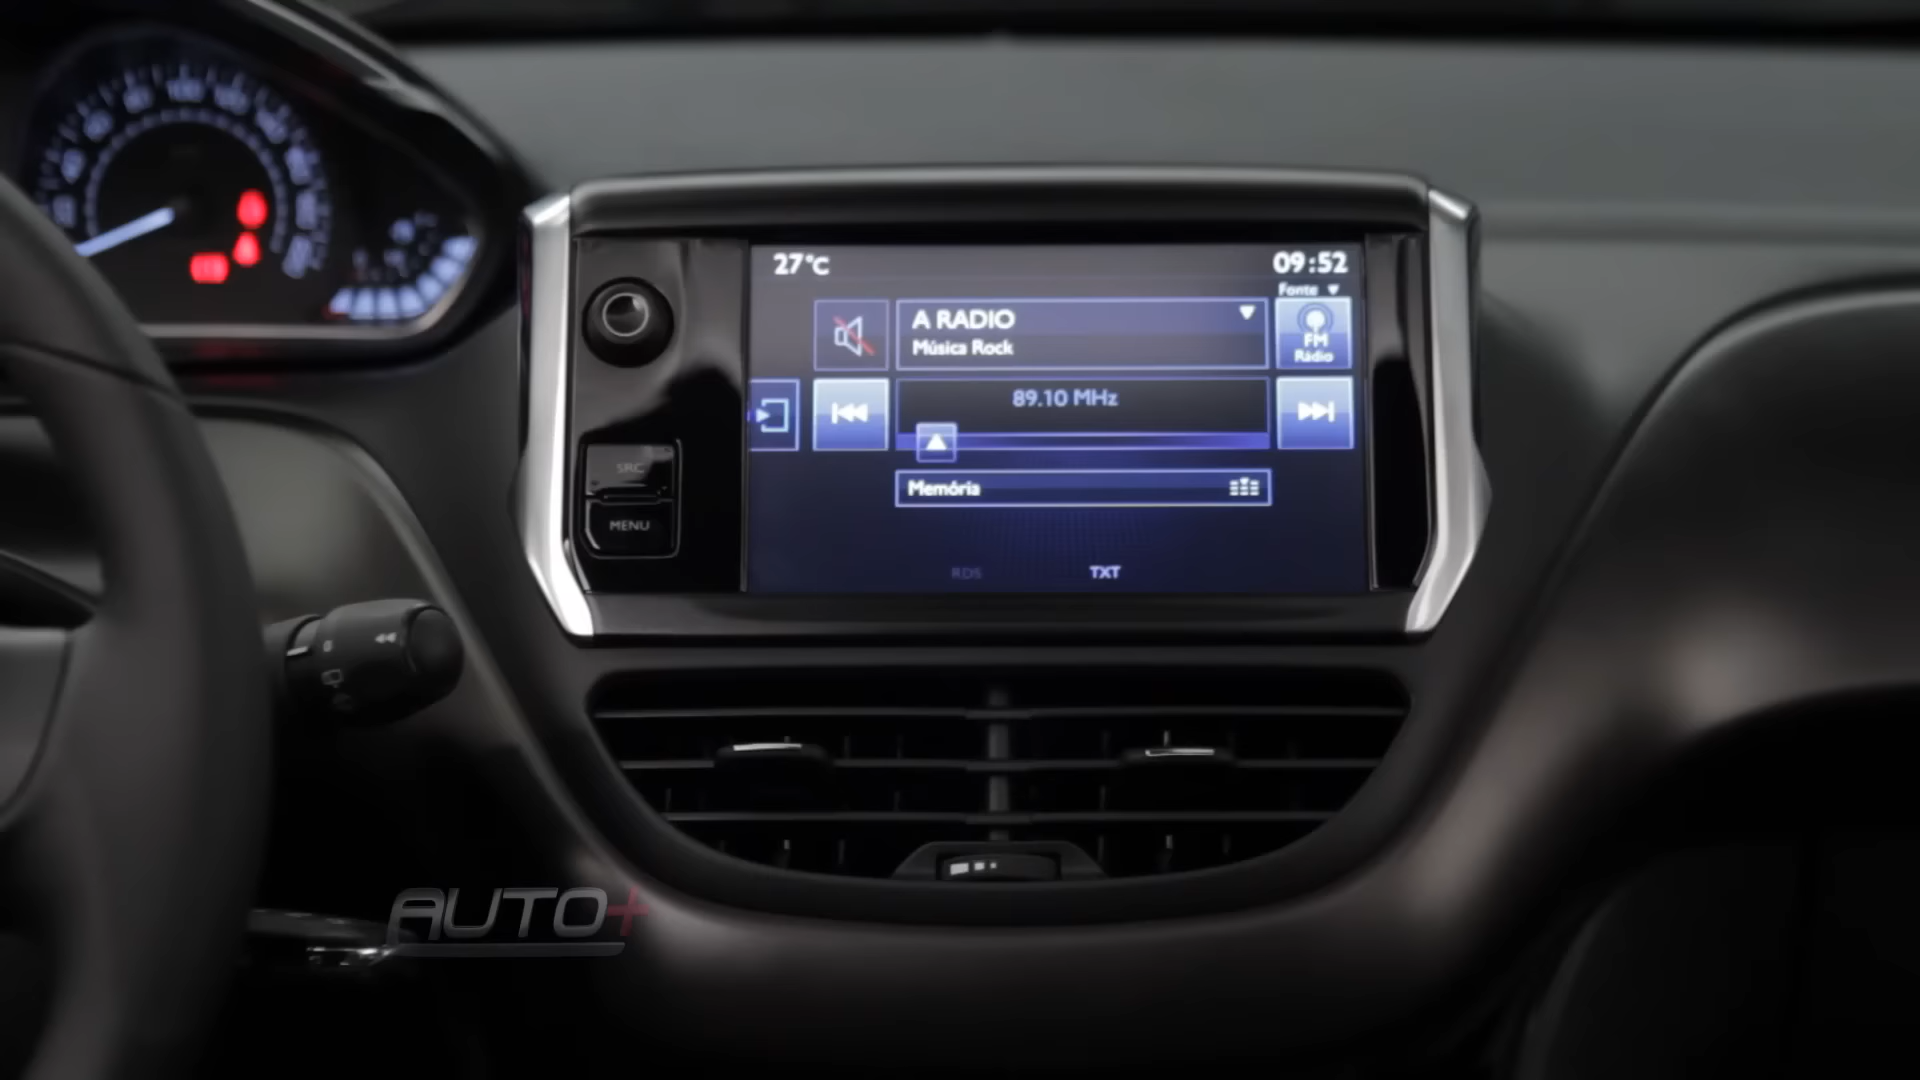 27°C
09:52
Fonte
A RADIO
Música Rock
FM
Rádio
89.10 MHz
Memória
RDS
TXT
SRC
MENU
AUTO+